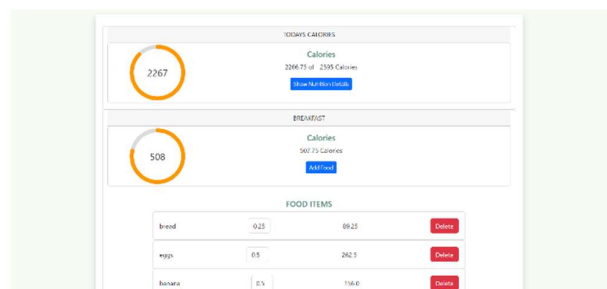 TODAYS CALORIES
2267
Calories
2266.75 of 2595 Calories
Show Nutrition Details
BREAKFAST
508
Calories
507.75 Calories
Add Food
FOOD ITEMS
bread 0.25 89.25 Delete
eggs 0.5 262.5 Delete
banana 0.5 156.0 Delete